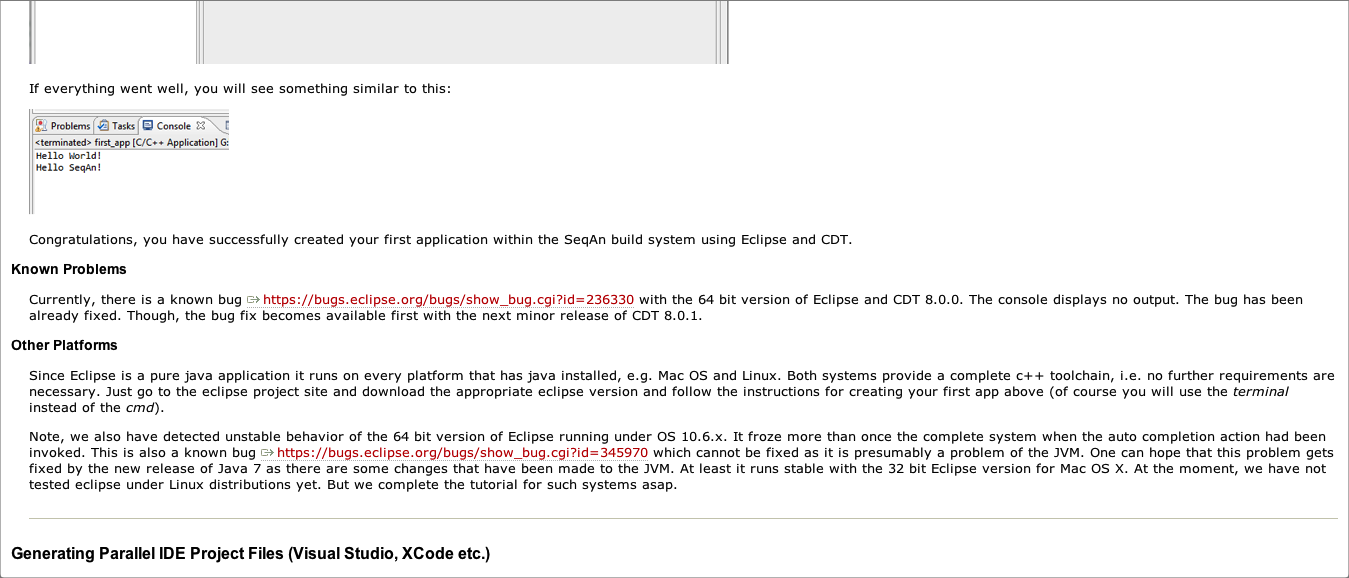 If everything went well, you will see something similar to this:
Problems Tasks Console
<terminated> first_app [C/C++ Application] G:
Hello World!
Hello SeqAn!
Congratulations, you have successfully created your first application within the SeqAn build system using Eclipse and CDT.
Known Problems
Currently, there is a known bug https://bugs.eclipse.org/bugs/show_bug.cgi?id=236330 with the 64 bit version of Eclipse and CDT 8.0.0. The console displays no output. The bug has been
already fixed. Though, the bug fix becomes available first with the next minor release of CDT 8.0.1.
Other Platforms
Since Eclipse is a pure java application it runs on every platform that has java installed, e.g. Mac OS and Linux. Both systems provide a complete c++ toolchain, i.e. no further requirements are
necessary. Just go to the eclipse project site and download the appropriate eclipse version and follow the instructions for creating your first app above (of course you will use the terminal
instead of the cmd).
Note, we also have detected unstable behavior of the 64 bit version of Eclipse running under OS 10.6.x. It froze more than once the complete system when the auto completion action had been
invoked. This is also a known bug https://bugs.eclipse.org/bugs/show_bug.cgi?id=345970 which cannot be fixed as it is presumably a problem of the JVM. One can hope that this problem gets
fixed by the new release of Java 7 as there are some changes that have been made to the JVM. At least it runs stable with the 32 bit Eclipse version for Mac OS X. At the moment, we have not
tested eclipse under Linux distributions yet. But we complete the tutorial for such systems asap.
Generating Parallel IDE Project Files (Visual Studio, XCode etc.)